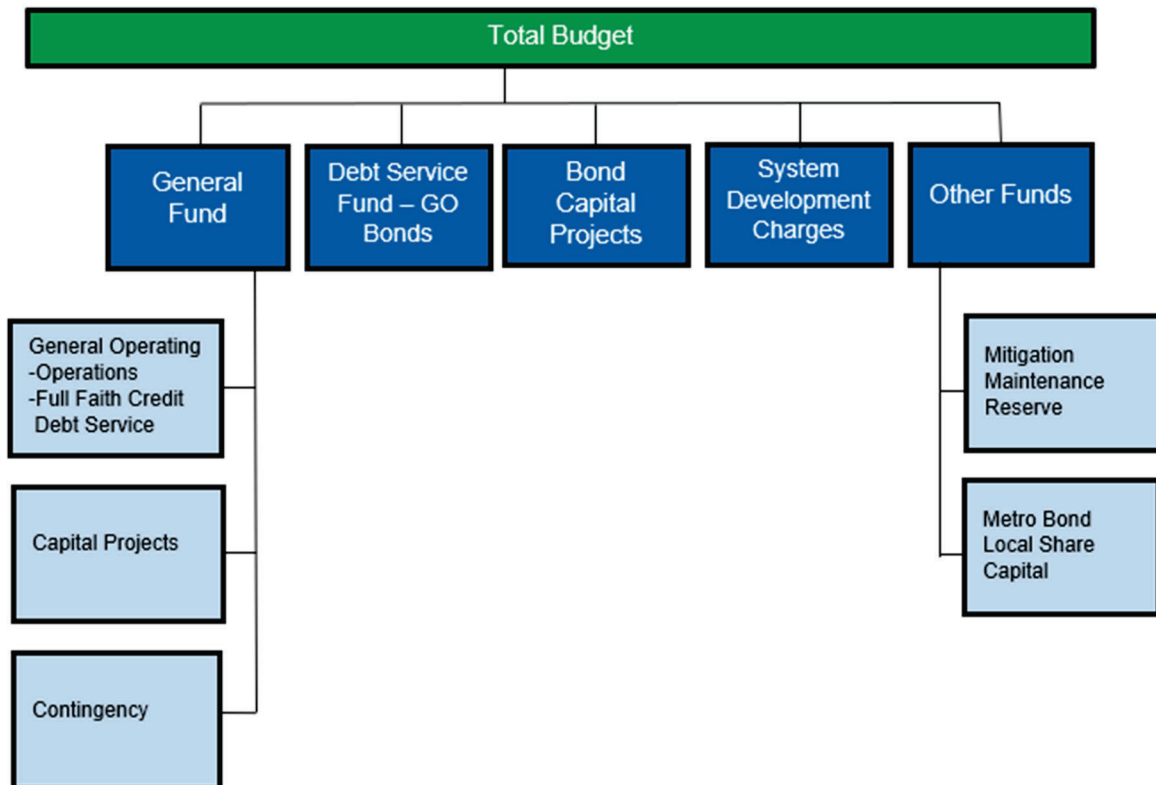 Total Budget
General
Fund
Debt Service
Fund – GO
Bonds
Bond
Capital
Projects
System
Development
Charges
Other Funds
General Operating
-Operations
-Full Faith Credit
Debt Service
Capital Projects
Contingency
Mitigation
Maintenance
Reserve
Metro Bond
Local Share
Capital